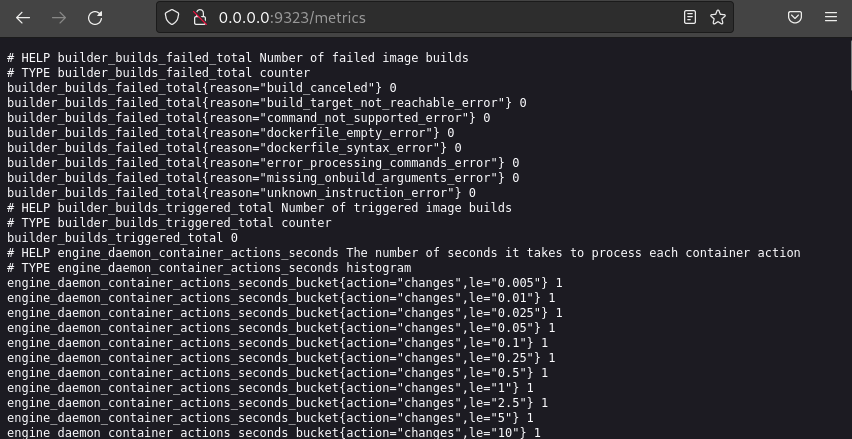 0.0.0.0:9323/metrics
# HELP builder_builds_failed_total Number of failed image builds
# TYPE builder_builds_failed_total counter
builder_builds_failed_total{reason="build_canceled"} 0
builder_builds_failed_total{reason="build_target_not_reachable_error"} 0
builder_builds_failed_total{reason="command_not_supported_error"} 0
builder_builds_failed_total{reason="dockerfile_empty_error"} 0
builder_builds_failed_total{reason="dockerfile_syntax_error"} 0
builder_builds_failed_total{reason="error_processing_commands_error"} 0
builder_builds_failed_total{reason="missing_onbuild_arguments_error"} 0
builder_builds_failed_total{reason="unknown_instruction_error"} 0
# HELP builder_builds_triggered_total Number of triggered image builds
# TYPE builder_builds_triggered_total counter
builder_builds_triggered_total 0
# HELP engine_daemon_container_actions_seconds The number of seconds it takes to process each container action
# TYPE engine_daemon_container_actions_seconds histogram
engine_daemon_container_actions_seconds_bucket{action="changes",le="0.005"} 1
engine_daemon_container_actions_seconds_bucket{action="changes",le="0.01"} 1
engine_daemon_container_actions_seconds_bucket{action="changes",le="0.025"} 1
engine_daemon_container_actions_seconds_bucket{action="changes",le="0.05"} 1
engine_daemon_container_actions_seconds_bucket{action="changes",le="0.1"} 1
engine_daemon_container_actions_seconds_bucket{action="changes",le="0.25"} 1
engine_daemon_container_actions_seconds_bucket{action="changes",le="0.5"} 1
engine_daemon_container_actions_seconds_bucket{action="changes",le="1"} 1
engine_daemon_container_actions_seconds_bucket{action="changes",le="2.5"} 1
engine_daemon_container_actions_seconds_bucket{action="changes",le="5"} 1
engine_daemon_container_actions_seconds_bucket{action="changes",le="10"} 1